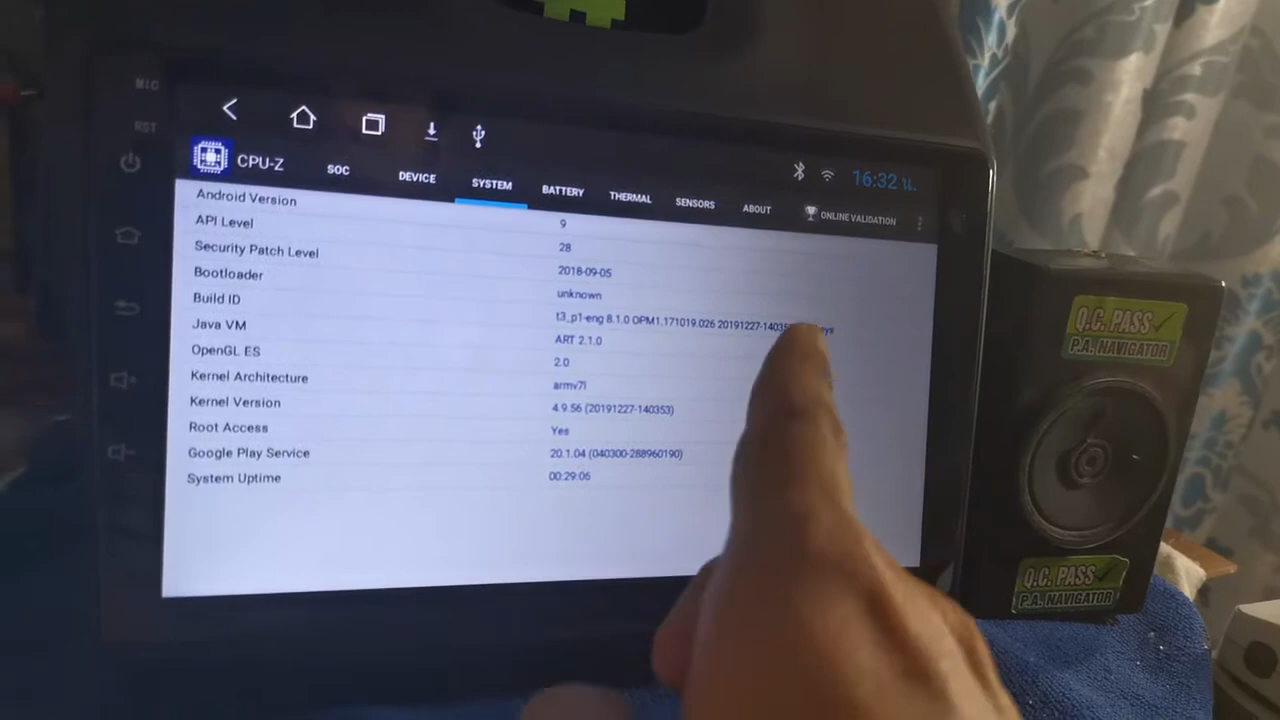 MIC
RST
16:32
CPU-Z
SOC
DEVICE
SYSTEM
BATTERY
THERMAL
SENSORS
ABOUT
ONLINE VALIDATION
Android Version 9
API Level 28
Security Patch Level 2018-09-05
Bootloader unknown
Build ID t3_p1-eng 8.1.0 OPM1.171019.026 20191227-14035
Java VM ART 2.1.0
OpenGL ES 2.0
Kernel Architecture armv7l
Kernel Version 4.9.56 (20191227-140353)
Root Access Yes
Google Play Service 20.1.04 (040300-288960190)
System Uptime 00:29:06
Q.C. PASS
P.A. NAVIGATOR
Q.C. PASS
P.A. NAVIGATOR